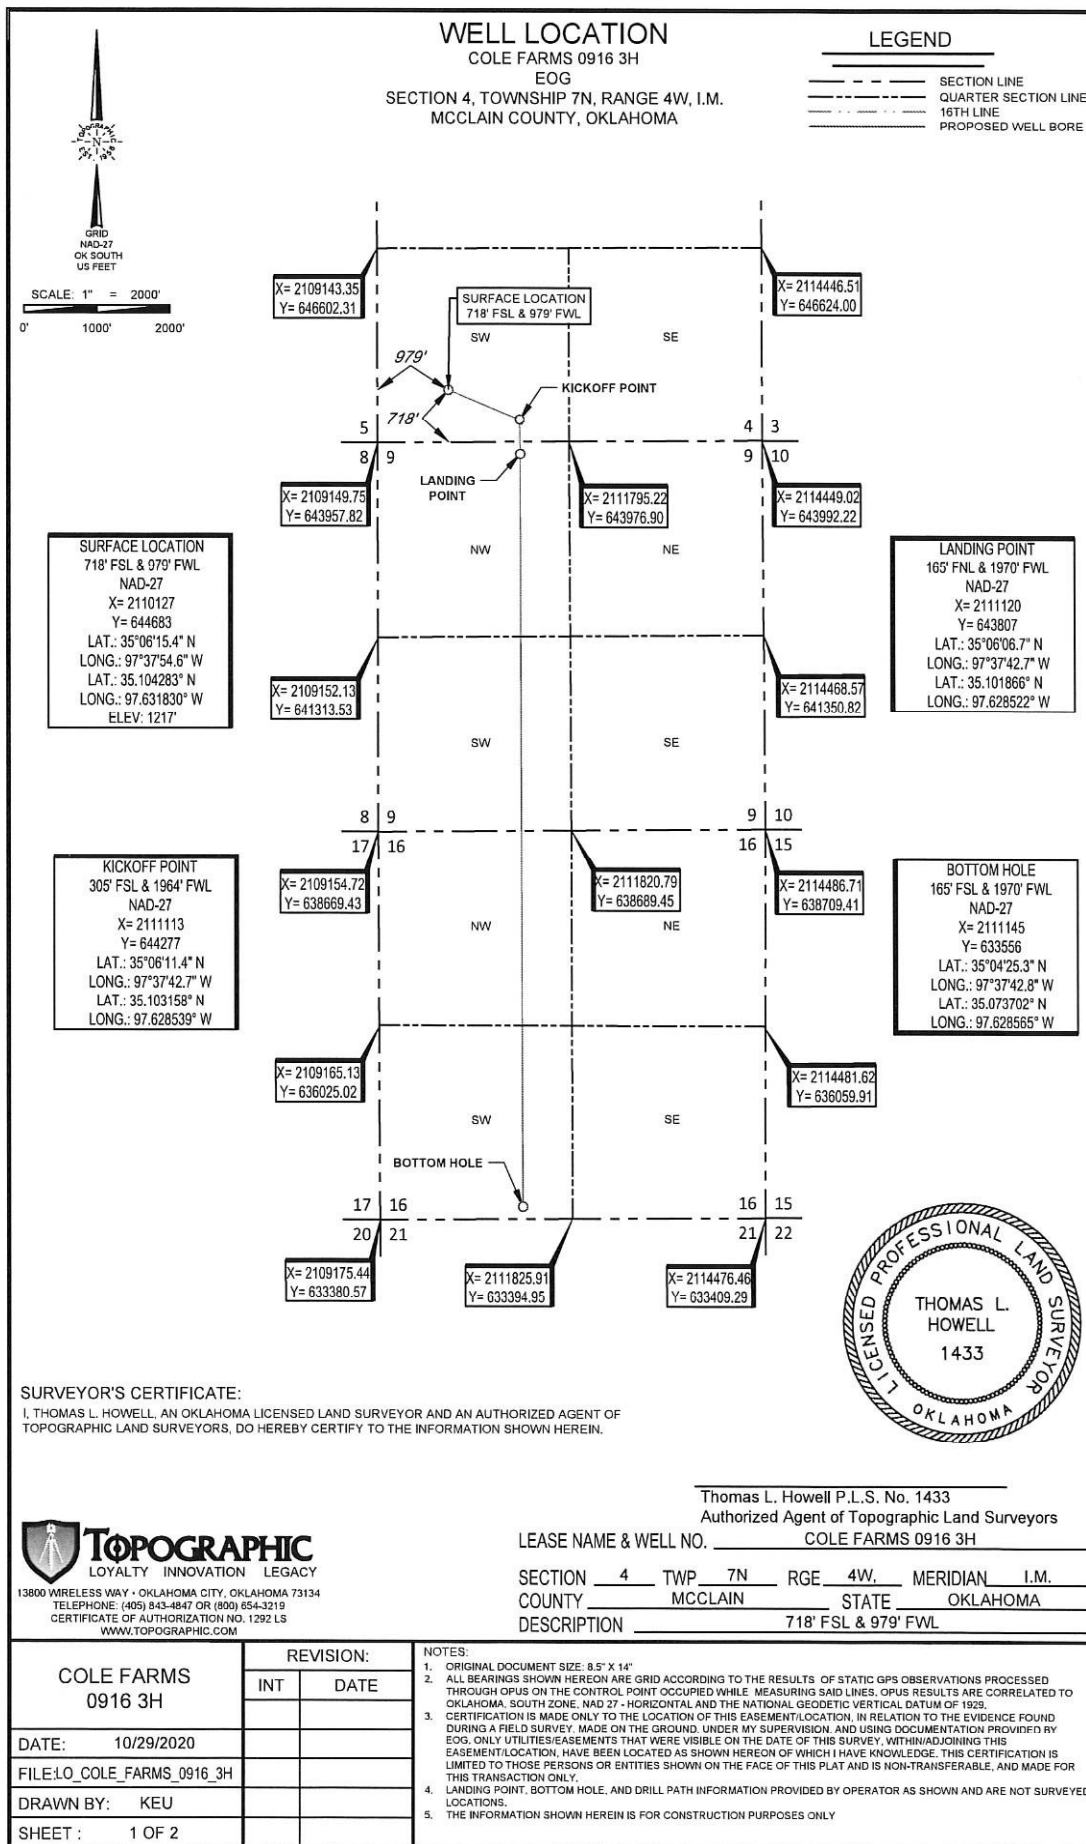 WELL LOCATION
COLE FARMS 0916 3H
EOG
SECTION 4, TOWNSHIP 7N, RANGE 4W, I.M.
MCCLAIN COUNTY, OKLAHOMA
LEGEND
SECTION LINE
QUARTER SECTION LINE
16TH LINE
PROPOSED WELL BORE
TOPOGRAPHIC
N
EST. 1958
GRID
NAD-27
OK SOUTH
US FEET
SCALE: 1" = 2000'
0' 1000' 2000'
X= 2109143.35
Y= 646602.31
SURFACE LOCATION
718' FSL & 979' FWL
X= 2114446.51
Y= 646624.00
SW SE
979'
KICKOFF POINT
718'
5 4 3
8 9 9 10
LANDING
POINT
X= 2109149.75
Y= 643957.82
X= 2111795.22
Y= 643976.90
X= 2114449.02
Y= 643992.22
NW NE
SURFACE LOCATION
718' FSL & 979' FWL
NAD-27
X= 2110127
Y= 644683
LAT.: 35°06'15.4" N
LONG.: 97°37'54.6" W
LAT.: 35.104283° N
LONG.: 97.631830° W
ELEV: 1217'
LANDING POINT
165' FNL & 1970' FWL
NAD-27
X= 2111120
Y= 643807
LAT.: 35°06'06.7" N
LONG.: 97°37'42.7" W
LAT.: 35.101866° N
LONG.: 97.628522° W
X= 2109152.13
Y= 641313.53
X= 2114468.57
Y= 641350.82
SW SE
8 9 9 10
17 16 16 15
X= 2109154.72
Y= 638669.43
X= 2111820.79
Y= 638689.45
X= 2114486.71
Y= 638709.41
NW NE
KICKOFF POINT
305' FSL & 1964' FWL
NAD-27
X= 2111113
Y= 644277
LAT.: 35°06'11.4" N
LONG.: 97°37'42.7" W
LAT.: 35.103158° N
LONG.: 97.628539° W
BOTTOM HOLE
165' FSL & 1970' FWL
NAD-27
X= 2111145
Y= 633556
LAT.: 35°04'25.3" N
LONG.: 97°37'42.8" W
LAT.: 35.073702° N
LONG.: 97.628565° W
X= 2109165.13
Y= 636025.02
X= 2114481.62
Y= 636059.91
SW SE
BOTTOM HOLE
17 16 16 15
20 21 21 22
X= 2109175.44
Y= 633380.57
X= 2111825.91
Y= 633394.95
X= 2114476.46
Y= 633409.29
LICENSED PROFESSIONAL LAND SURVEYOR
THOMAS L.
HOWELL
1433
OKLAHOMA
SURVEYOR'S CERTIFICATE:
I, THOMAS L. HOWELL, AN OKLAHOMA LICENSED LAND SURVEYOR AND AN AUTHORIZED AGENT OF
TOPOGRAPHIC LAND SURVEYORS, DO HEREBY CERTIFY TO THE INFORMATION SHOWN HEREIN.
Thomas L. Howell P.L.S. No. 1433
Authorized Agent of Topographic Land Surveyors
TOPOGRAPHIC
LOYALTY INNOVATION LEGACY
13800 WIRELESS WAY • OKLAHOMA CITY, OKLAHOMA 73134
TELEPHONE: (405) 843-4847 OR (800) 654-3219
CERTIFICATE OF AUTHORIZATION NO. 1292 LS
WWW.TOPOGRAPHIC.COM
LEASE NAME & WELL NO. COLE FARMS 0916 3H
SECTION 4 TWP 7N RGE 4W, MERIDIAN I.M.
COUNTY MCCLAIN STATE OKLAHOMA
DESCRIPTION 718' FSL & 979' FWL
COLE FARMS
0916 3H
REVISION:
INT DATE
DATE: 10/29/2020
FILE:LO_COLE_FARMS_0916_3H
DRAWN BY: KEU
SHEET : 1 OF 2
NOTES:
1. ORIGINAL DOCUMENT SIZE: 8.5" X 14"
2. ALL BEARINGS SHOWN HEREON ARE GRID ACCORDING TO THE RESULTS OF STATIC GPS OBSERVATIONS PROCESSED
THROUGH OPUS ON THE CONTROL POINT OCCUPIED WHILE MEASURING SAID LINES. OPUS RESULTS ARE CORRELATED TO
OKLAHOMA, SOUTH ZONE, NAD 27 - HORIZONTAL AND THE NATIONAL GEODETIC VERTICAL DATUM OF 1929.
3. CERTIFICATION IS MADE ONLY TO THE LOCATION OF THIS EASEMENT/LOCATION, IN RELATION TO THE EVIDENCE FOUND
DURING A FIELD SURVEY, MADE ON THE GROUND, UNDER MY SUPERVISION, AND USING DOCUMENTATION PROVIDED BY
EOG, ONLY UTILITIES/EASEMENTS THAT WERE VISIBLE ON THE DATE OF THIS SURVEY, WITHIN/ADJOINING THIS
EASEMENT/LOCATION, HAVE BEEN LOCATED AS SHOWN HEREON OF WHICH I HAVE KNOWLEDGE. THIS CERTIFICATION IS
LIMITED TO THOSE PERSONS OR ENTITIES SHOWN ON THE FACE OF THIS PLAT AND IS NON-TRANSFERABLE, AND MADE FOR
THIS TRANSACTION ONLY.
4. LANDING POINT, BOTTOM HOLE, AND DRILL PATH INFORMATION PROVIDED BY OPERATOR AS SHOWN AND ARE NOT SURVEYED
LOCATIONS.
5. THE INFORMATION SHOWN HEREIN IS FOR CONSTRUCTION PURPOSES ONLY